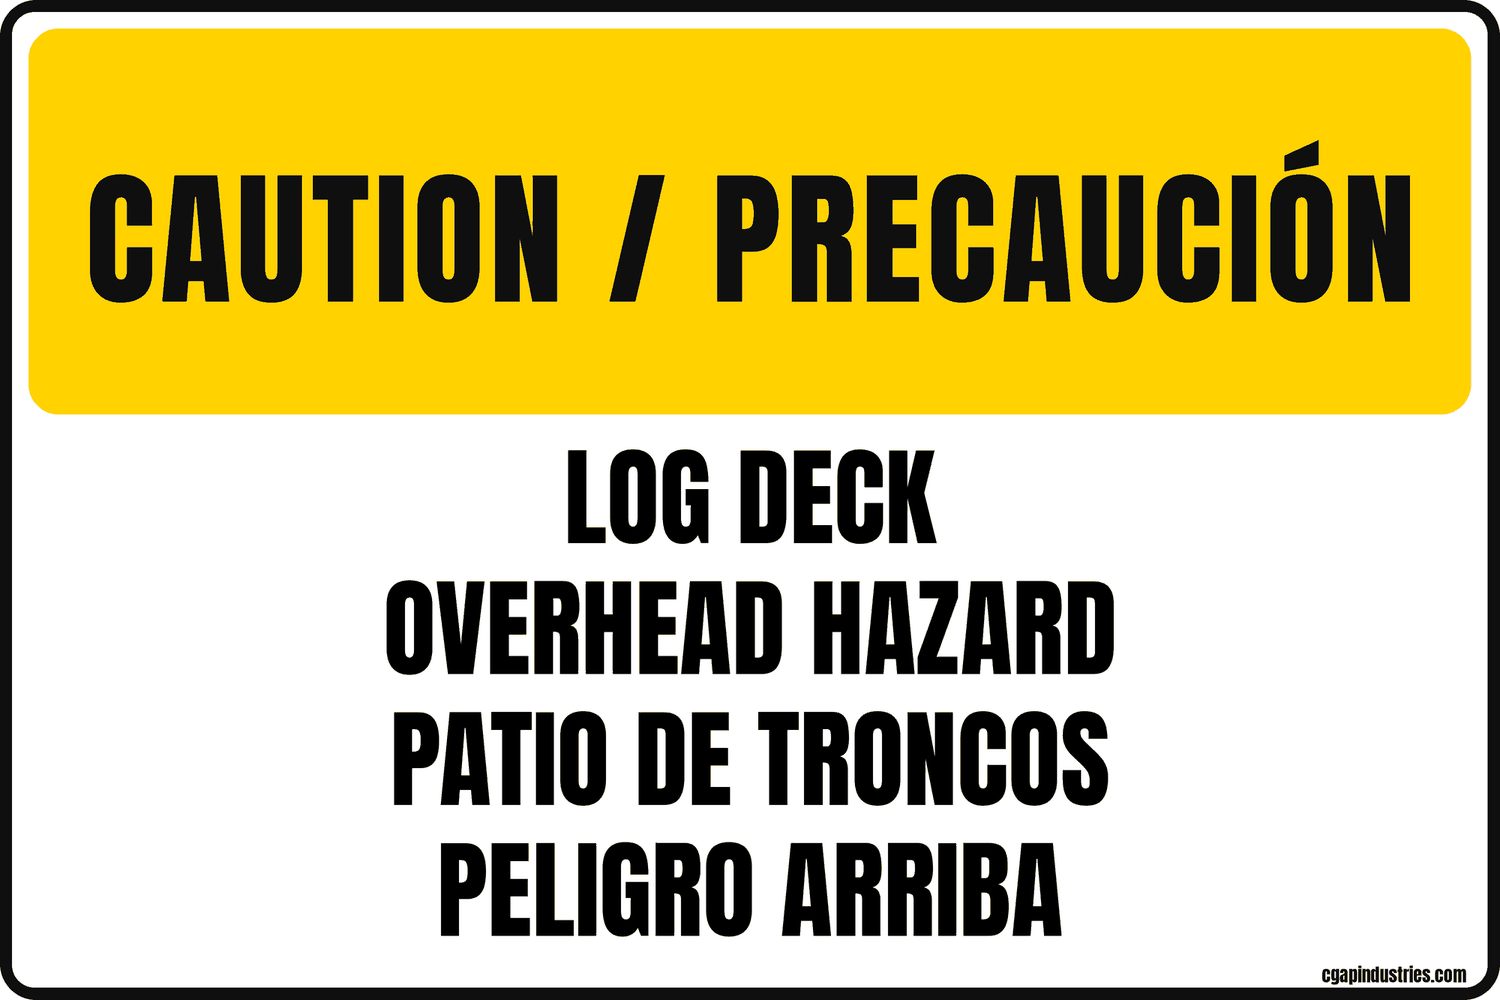 CAUTION / PRECAUCIÓN
LOG DECK
OVERHEAD HAZARD
PATIO DE TRONCOS
PELIGRO ARRIBA
cgapindustries.com